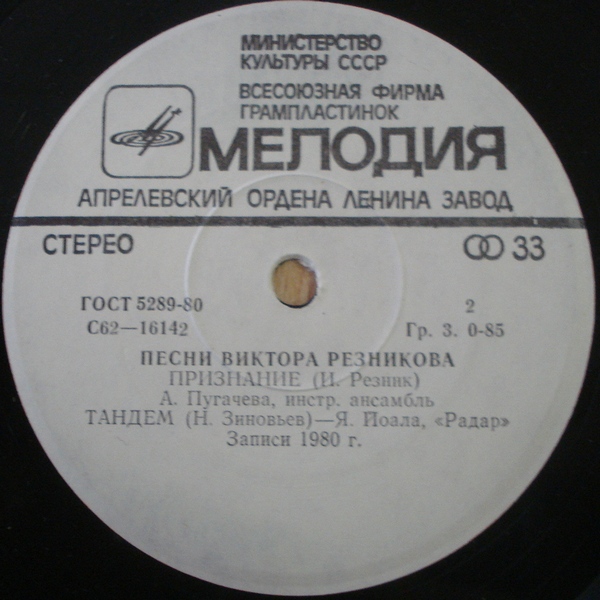 МИНИСТЕРСТВО
КУЛЬТУРЫ СССР
ВСЕСОЮЗНАЯ ФИРМА
ГРАМПЛАСТИНОК
МЕЛОДИЯ
АПРЕЛЕВСКИЙ ОРДЕНА ЛЕНИНА ЗАВОД
СТЕРЕО 33
ГОСТ 5289-80 2
С62—16142 Гр. 3. 0-85
ПЕСНИ ВИКТОРА РЕЗНИКОВА
ПРИЗНАНИЕ (И. Резник)
А. Пугачева, инстр. ансамбль
ТАНДЕМ (Н. Зиновьев)—Я. Йоала, «Радар»
Записи 1980 г.